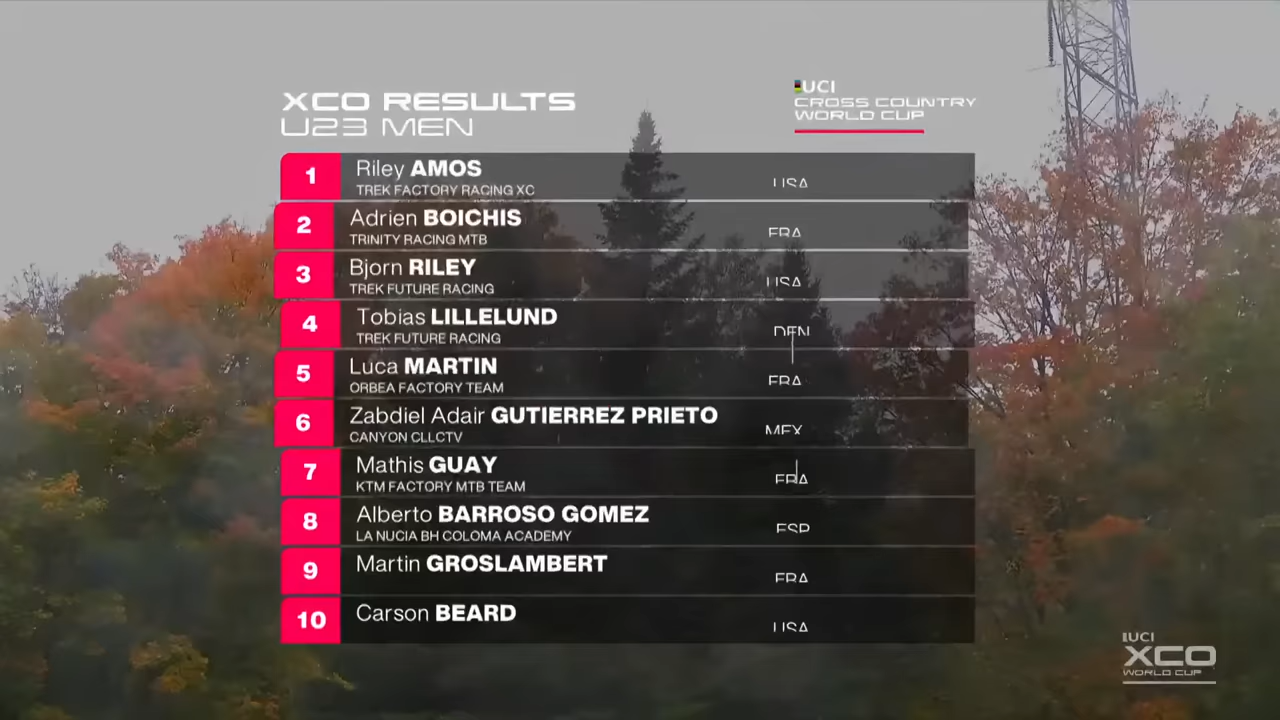 XCO RESULTS
U23 MEN
UCI
CROSS COUNTRY
WORLD CUP
1 Riley AMOS USA
TREK FACTORY RACING XC
2 Adrien BOICHIS FRA
TRINITY RACING MTB
3 Bjorn RILEY USA
TREK FUTURE RACING
4 Tobias LILLELUND DEN
TREK FUTURE RACING
5 Luca MARTIN FRA
ORBEA FACTORY TEAM
6 Zabdiel Adair GUTIERREZ PRIETO MEX
CANYON CLLCTV
7 Mathis GUAY FRA
KTM FACTORY MTB TEAM
8 Alberto BARROSO GOMEZ ESP
LA NUCIA BH COLOMA ACADEMY
9 Martin GROSLAMBERT FRA
10 Carson BEARD USA
UCI
XCO
WORLD CUP